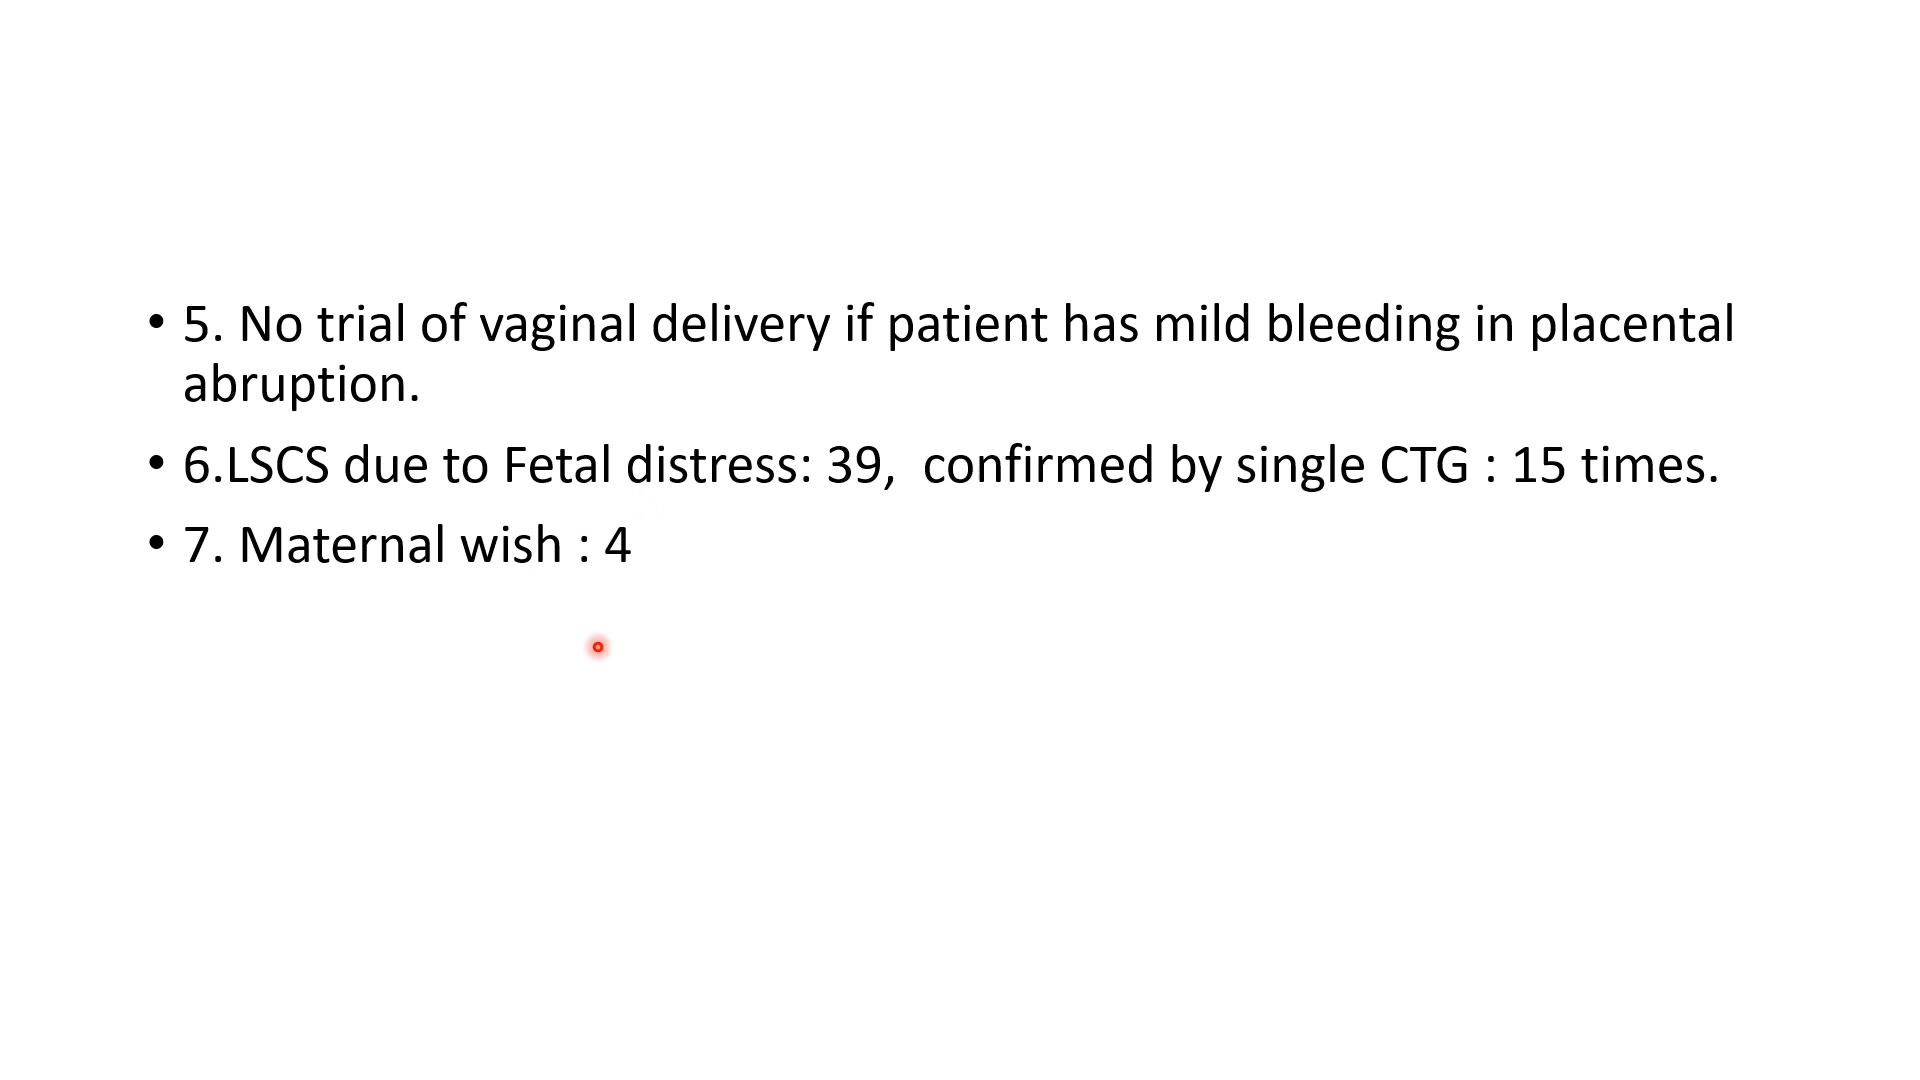 • 5. No trial of vaginal delivery if patient has mild bleeding in placental
abruption.
• 6.LSCS due to Fetal distress: 39,  confirmed by single CTG : 15 times.
• 7. Maternal wish : 4